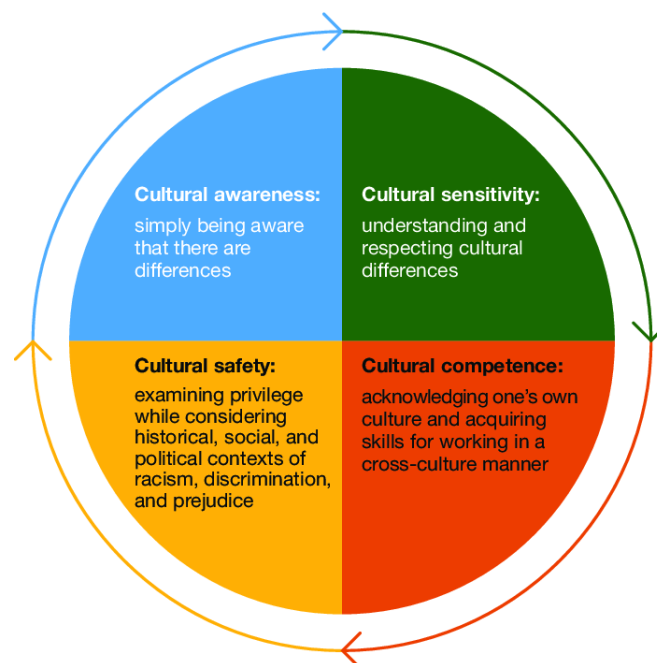 Cultural awareness:
simply being aware
that there are
differences
Cultural sensitivity:
understanding and
respecting cultural
differences
Cultural safety:
examining privilege
while considering
historical, social, and
political contexts of
racism, discrimination,
and prejudice
Cultural competence:
acknowledging one’s own
culture and acquiring
skills for working in a
cross-culture manner